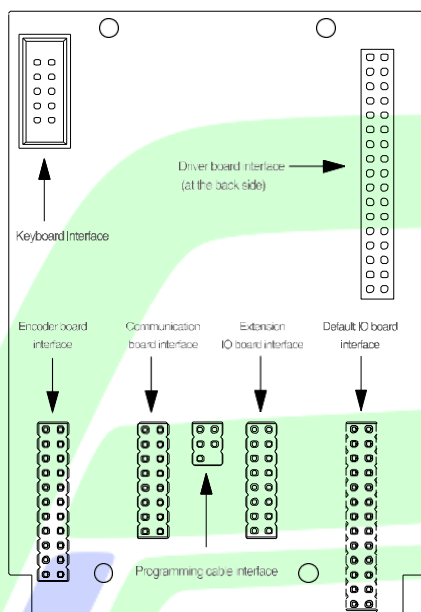 Driver board interface
(at the back side)
Keyboard Interface
Encoder board
interface
Communication
board interface
Extension
IO board interface
Default IO board
interface
Programming cable interface